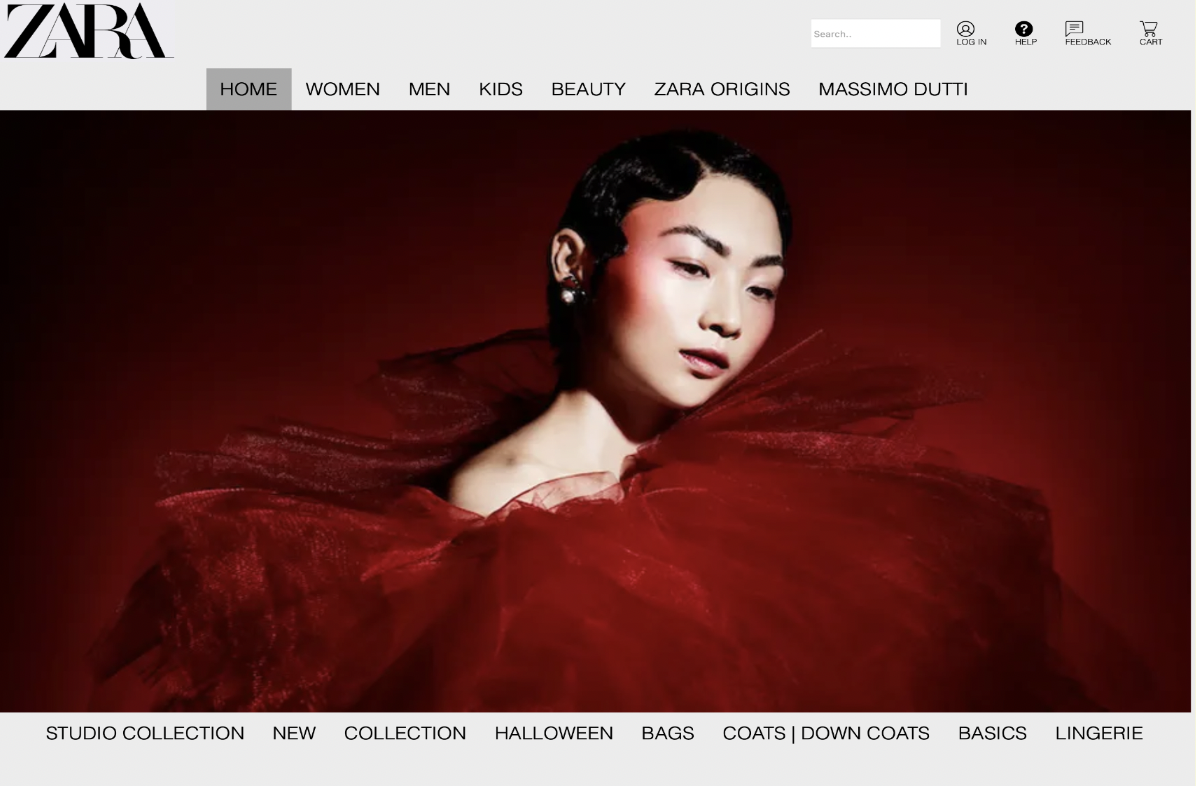 ZARA
Search..
LOG IN
HELP
FEEDBACK
CART
HOME WOMEN MEN KIDS BEAUTY ZARA ORIGINS MASSIMO DUTTI
STUDIO COLLECTION NEW COLLECTION HALLOWEEN BAGS COATS | DOWN COATS BASICS LINGERIE